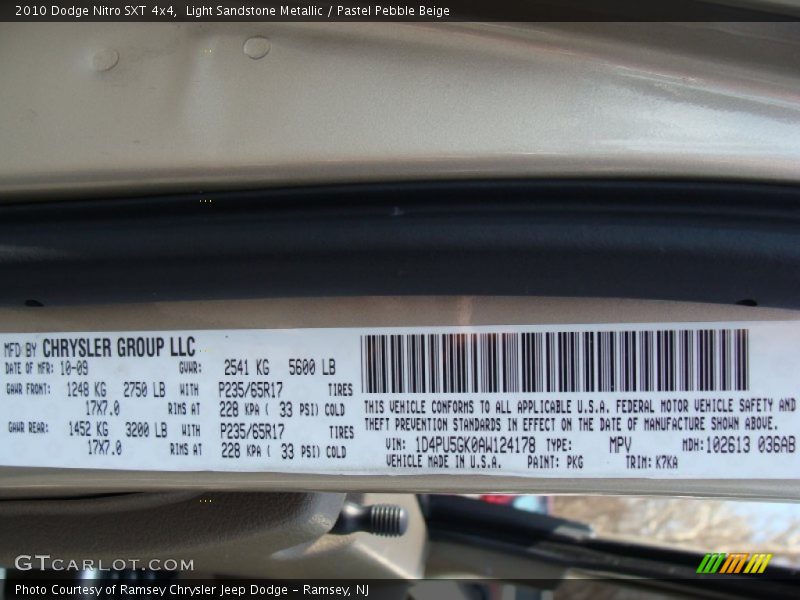 2010 Dodge Nitro SXT 4x4, Light Sandstone Metallic / Pastel Pebble Beige
MFD BY CHRYSLER GROUP LLC
DATE OF MFR: 10-09 GVWR: 2541 KG 5600 LB
GAWR FRONT: 1248 KG 2750 LB WITH P235/65R17 TIRES
17X7.0 RIMS AT 228 KPA ( 33 PSI) COLD
GAWR REAR: 1452 KG 3200 LB WITH P235/65R17 TIRES
17X7.0 RIMS AT 228 KPA ( 33 PSI) COLD
THIS VEHICLE CONFORMS TO ALL APPLICABLE U.S.A. FEDERAL MOTOR VEHICLE SAFETY AND
THEFT PREVENTION STANDARDS IN EFFECT ON THE DATE OF MANUFACTURE SHOWN ABOVE.
VIN: 1D4PU5GK0AW124178 TYPE: MPV MDH: 102613 036AB
VEHICLE MADE IN U.S.A. PAINT: PKG TRIM: K7KA
GTCARLOT.COM
Photo Courtesy of Ramsey Chrysler Jeep Dodge – Ramsey, NJ